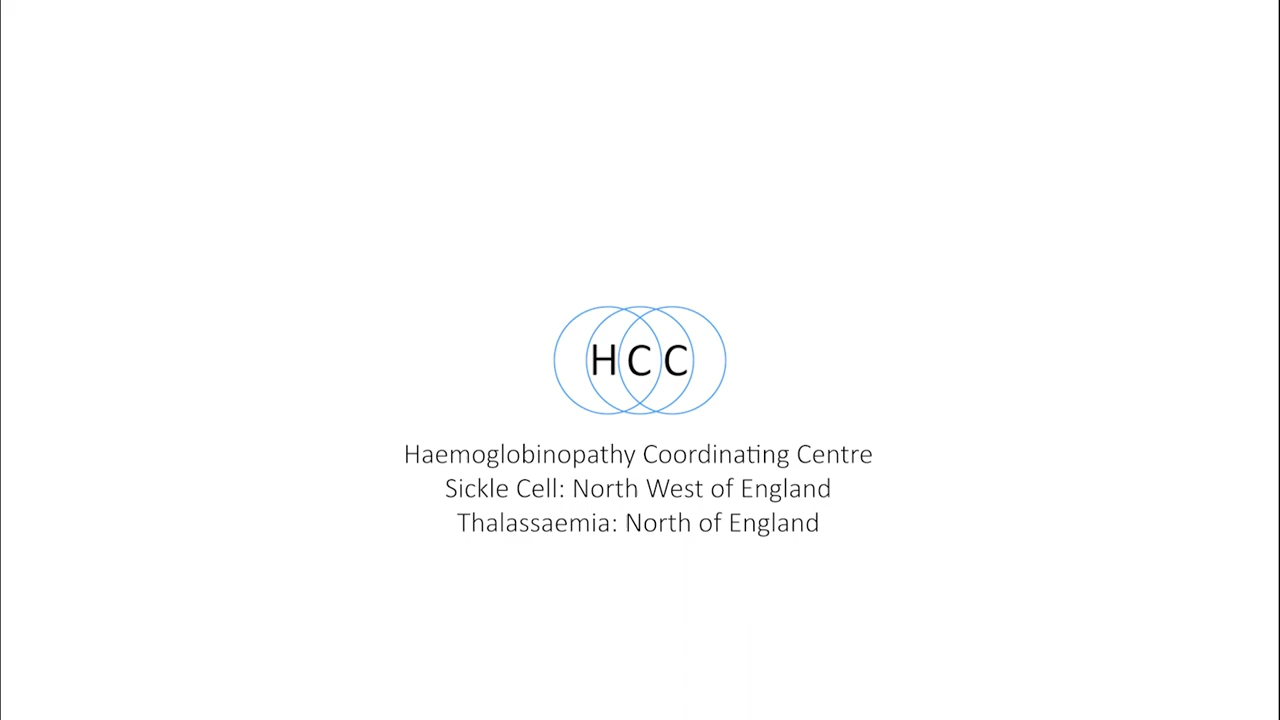 HCC
Haemoglobinopathy Coordinating Centre
Sickle Cell: North West of England
Thalassaemia: North of England